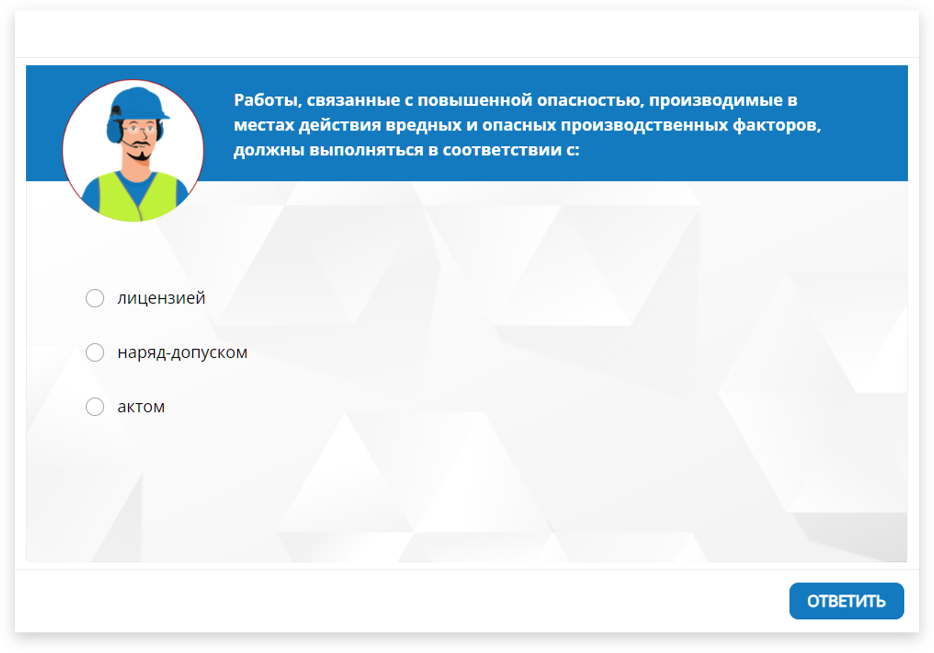 Работы, связанные с повышенной опасностью, производимые в
местах действия вредных и опасных производственных факторов,
должны выполняться в соответствии с:
лицензией
наряд-допуском
актом
ОТВЕТИТЬ